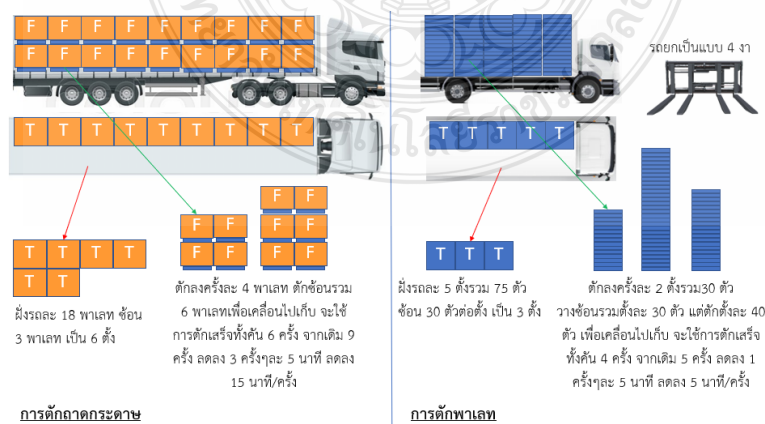 F F F F F F F F F
F F F F F F F F F
T T T T T T T T T
F F
F F
F F
F F
F F
T T T T
T T
ฝั่งรถละ 18 พาเลท ซ้อน
3 พาเลท เป็น 6 ตั้ง
ตักลงครั้งละ 4 พาเลท ตักซ้อนรวม
6 พาเลทเพื่อเคลื่อนไปเก็บ จะใช้
การตักเสร็จทั้งคัน 6 ครั้ง จากเดิม 9
ครั้ง ลดลง 3 ครั้งๆละ 5 นาที ลดลง
15 นาที/ครั้ง
การตักถาดกระดาษ
รถยกเป็นแบบ 4 งา
T T T T T
T T T
ฝั่งรถละ 5 ตั้งรวม 75 ตัว
ซ้อน 30 ตัวต่อตั้ง เป็น 3 ตั้ง
ตักลงครั้งละ 2 ตั้งรวม30 ตัว
วางซ้อนรวมตั้งละ 30 ตัว แต่ตักตั้งละ 40
ตัว เพื่อเคลื่อนไปเก็บ จะใช้การตักเสร็จ
ทั้งคัน 4 ครั้ง จากเดิม 5 ครั้ง ลดลง 1
ครั้งๆละ 5 นาที ลดลง 5 นาที/ครั้ง
การตักพาเลท